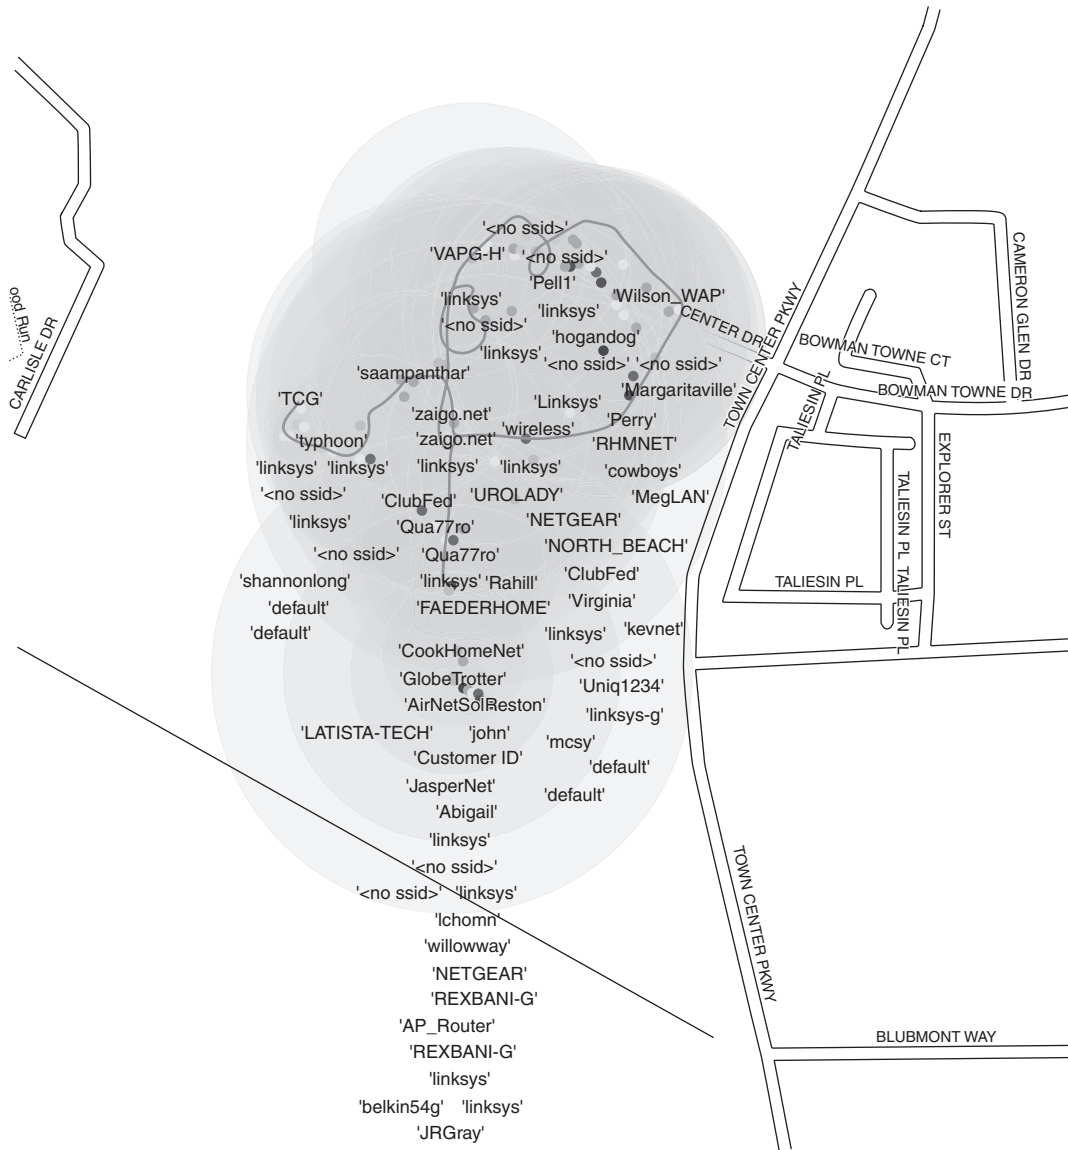 '<no ssid>'
'VAPG-H' '<no ssid>'
'Pell1'
'linksys' 'Wilson_WAP'
'linksys'
'<no ssid>'
'hogandog'
'linksys'
'<no ssid>' '<no ssid>'
'saampanthar'
'Margaritaville'
'TCG'
'Linksys'
'zaigo.net' 'Perry'
'wireless'
'typhoon' 'zaigo.net' 'RHMNET'
'linksys' 'linksys' 'linksys' 'linksys' 'cowboys'
'<no ssid>' 'UROLADY' 'MegLAN'
'ClubFed'
'linksys' 'Qua77ro' 'NETGEAR'
'<no ssid>' 'Qua77ro' 'NORTH_BEACH'
'shannonlong' 'linksys' 'Rahill' 'ClubFed'
'default' 'FAEDERHOME' 'Virginia'
'default' 'linksys' 'kevnet'
'CookHomeNet' '<no ssid>'
'GlobeTrotter' 'Uniq1234'
'AirNetSolReston' 'linksys-g'
'LATISTA-TECH' 'john' 'mcsy'
'Customer ID' 'default'
'JasperNet' 'default'
'Abigail'
'linksys'
'<no ssid>'
'<no ssid>' 'linksys'
'lchomn'
'willowway'
'NETGEAR'
'REXBANI-G'
'AP_Router'
'REXBANI-G'
'linksys'
'belkin54g' 'linksys'
'JRGray'
ood Run
CARLISLE DR
CENTER DR
TOWN CENTER PKWY
CAMERON GLEN DR
BOWMAN TOWNE CT
BOWMAN TOWNE DR
TALIESIN PL
EXPLORER ST
TALIESIN PL
TALIESIN PL
TALIESIN PL
TOWN CENTER PKWY
BLUBMONT WAY